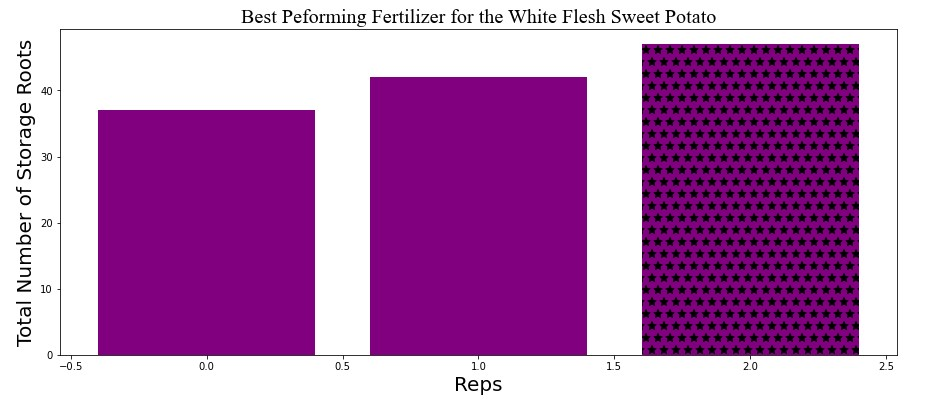 Best Peforming Fertilizer for the White Flesh Sweet Potato
Total Number of Storage Roots
40
30
20
10
0
−0.5 0.0 0.5 1.0 1.5 2.0 2.5
Reps